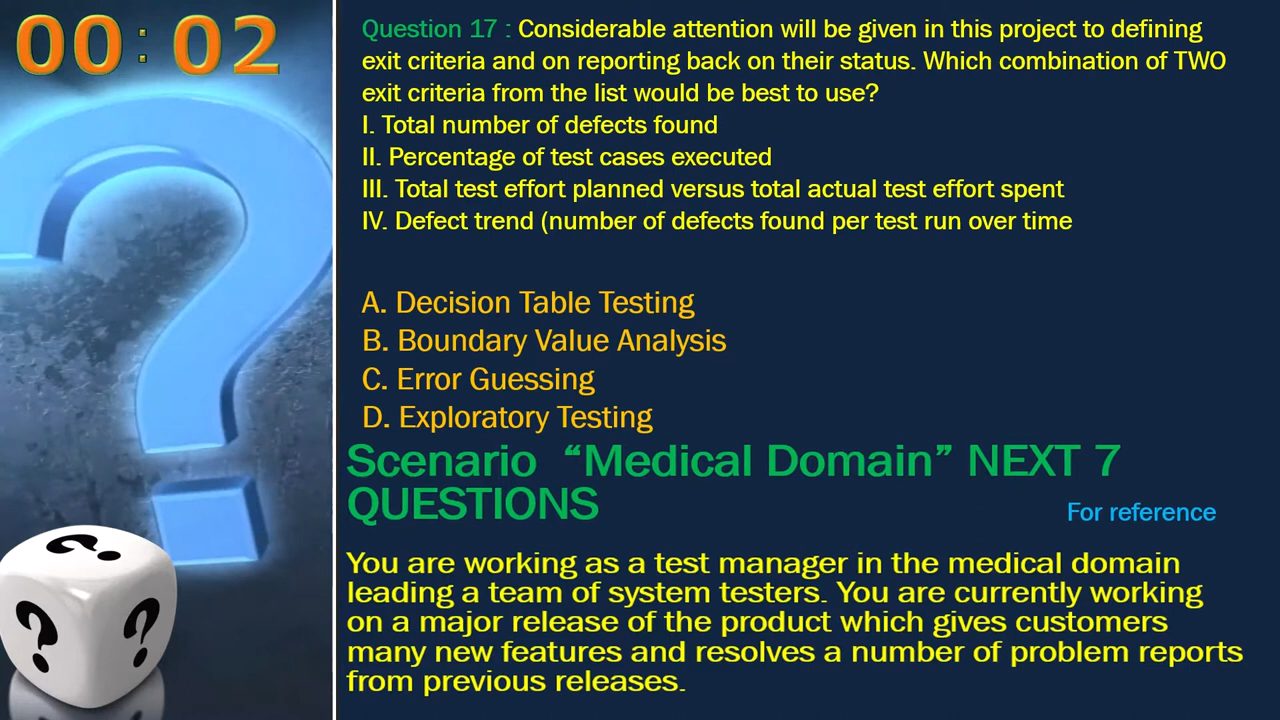 00:02
Question 17 : Considerable attention will be given in this project to defining
exit criteria and on reporting back on their status. Which combination of TWO
exit criteria from the list would be best to use?
I. Total number of defects found
II. Percentage of test cases executed
III. Total test effort planned versus total actual test effort spent
IV. Defect trend (number of defects found per test run over time
A. Decision Table Testing
B. Boundary Value Analysis
C. Error Guessing
D. Exploratory Testing
Scenario “Medical Domain” NEXT 7
QUESTIONS
For reference
You are working as a test manager in the medical domain
leading a team of system testers. You are currently working
on a major release of the product which gives customers
many new features and resolves a number of problem reports
from previous releases.